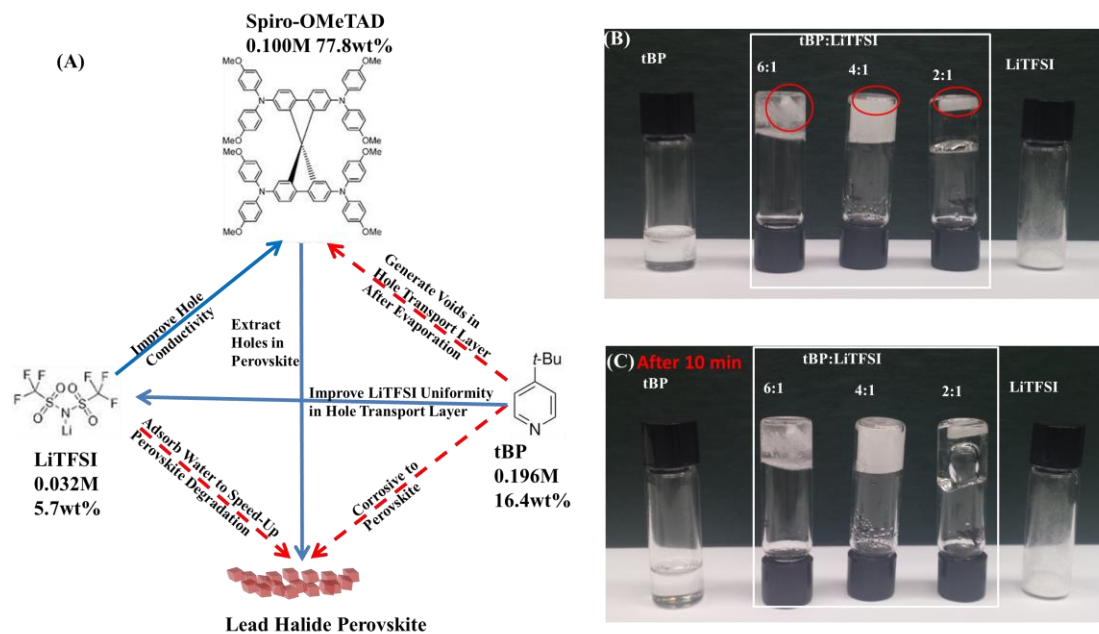 (A)
Spiro-OMeTAD
0.100M 77.8wt%
OMe
OMe
MeO
MeO
N
N
MeO
OMe
MeO
OMe
N
N
MeO
OMe
Improve Hole
Conductivity
Extract
Holes in
Perovskite
Generate Voids in
Hole Transport Layer
After Evaporation
Improve LiTFSI Uniformity
in Hole Transport Layer
t-Bu
N
F
F
F
O
O
S
N
S
O
O
F
F
F
Li
LiTFSI
0.032M
5.7wt%
tBP
0.196M
16.4wt%
Adsorb Water to Speed-Up
Perovskite Degradation
Corrosive to
Perovskite
Lead Halide Perovskite
(B)
tBP:LiTFSI
tBP
6:1
4:1
2:1
LiTFSI
(C) After 10 min
tBP:LiTFSI
tBP
6:1
4:1
2:1
LiTFSI